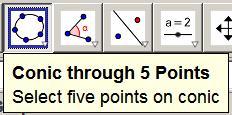 α
a = 2
Conic through 5 Points
Select five points on conic